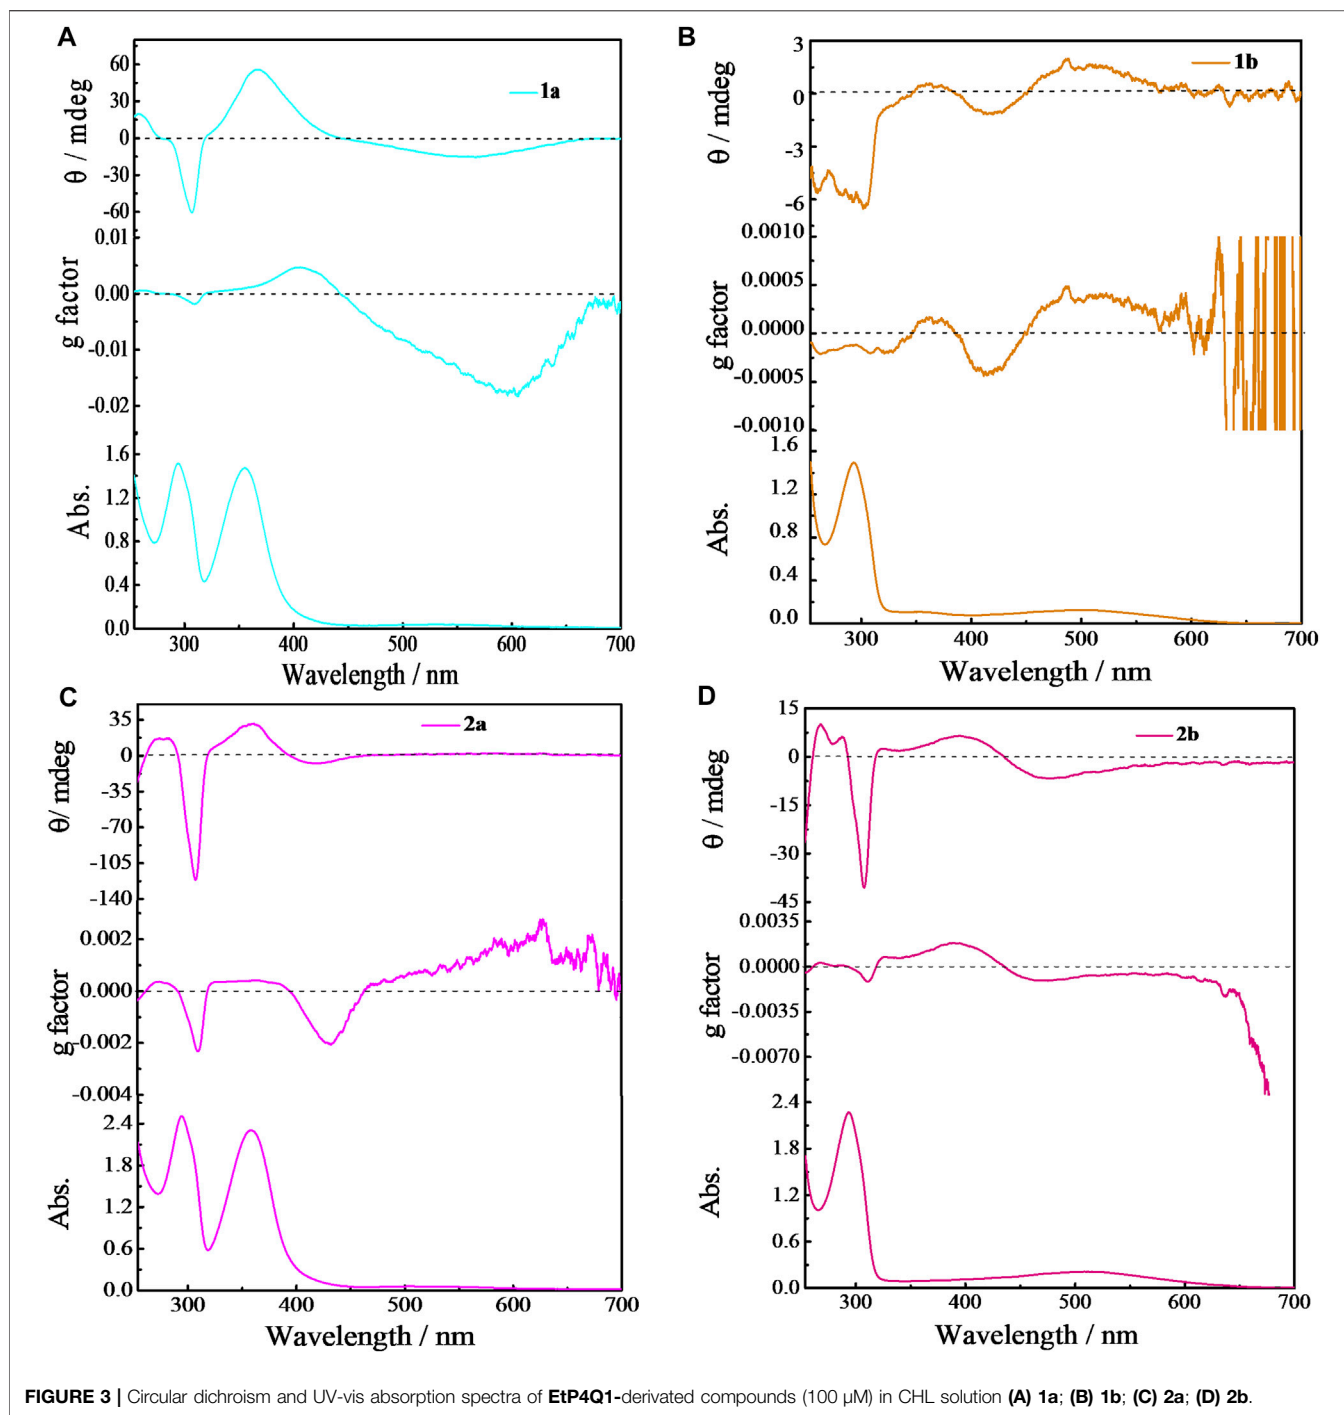 A
60
30
0
-30
-60
θ / mdeg
1a
0.01
0.00
-0.01
-0.02
g factor
1.6
1.2
0.8
0.4
0.0
Abs.
300 400 500 600 700
Wavelength / nm
B
3
0
-3
-6
θ / mdeg
1b
0.0010
0.0005
0.0000
-0.0005
-0.0010
g factor
1.6
1.2
0.8
0.4
0.0
Abs.
300 400 500 600 700
Wavelength / nm
C
35
0
-35
-70
-105
-140
θ/ mdeg
2a
0.002
0.000
-0.002
-0.004
g factor
2.4
1.8
1.2
0.6
0.0
Abs.
300 400 500 600 700
Wavelength / nm
D
15
0
-15
-30
-45
θ / mdeg
2b
0.0035
0.0000
-0.0035
-0.0070
g factor
2.4
1.8
1.2
0.6
0.0
Abs.
300 400 500 600 700
Wavelength / nm
FIGURE 3 | Circular dichroism and UV-vis absorption spectra of EtP4Q1-derivated compounds (100 μM) in CHL solution (A) 1a; (B) 1b; (C) 2a; (D) 2b.